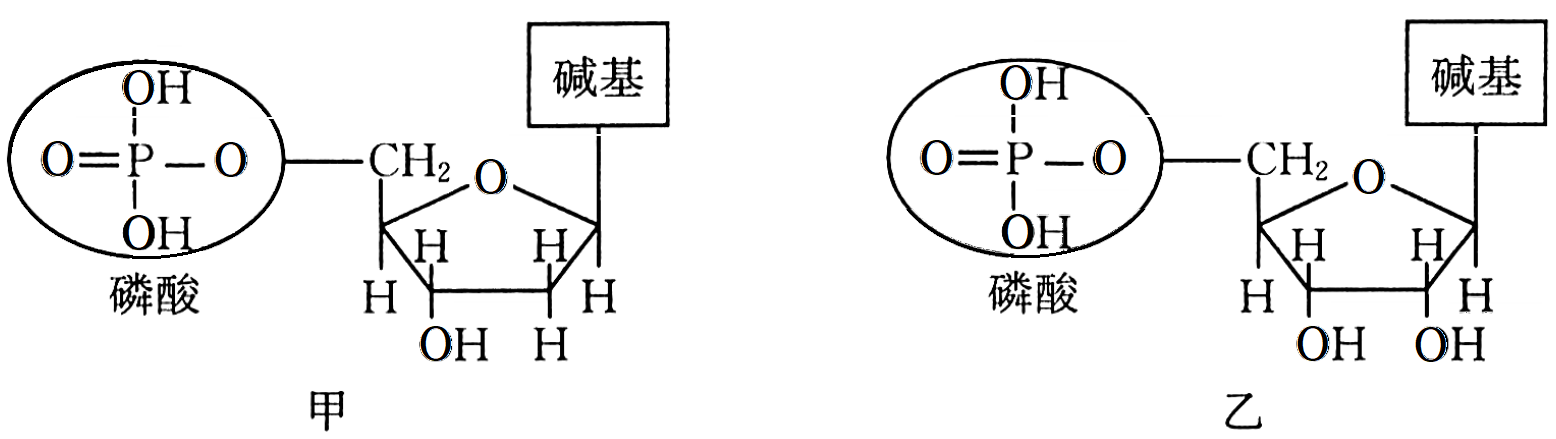 碱基 碱基
OH OH
O=P—O—CH₂ O O=P—O—CH₂ O
OH H H OH H H
磷酸 H H 磷酸 H H
OH H OH OH
甲 乙